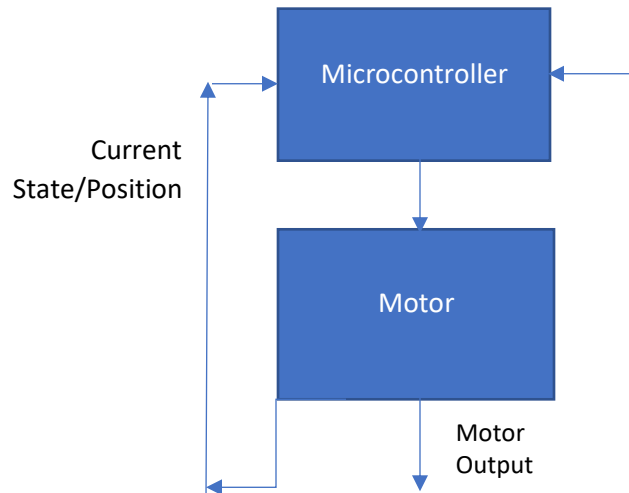 Microcontroller
Current
State/Position
Motor
Motor
Output